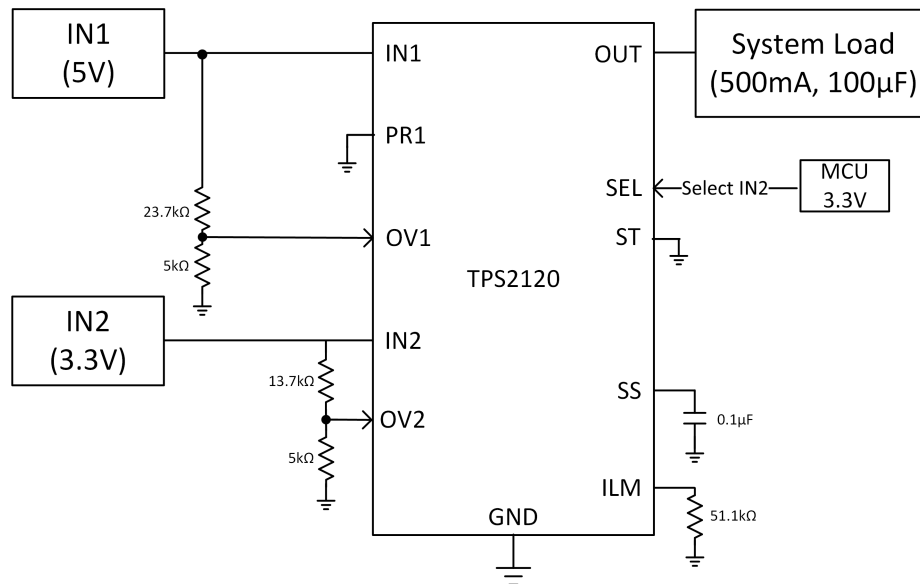 IN1
(5V)
IN1
OUT
System Load
(500mA, 100µF)
PR1
MCU
3.3V
SEL
Select IN2
23.7kΩ
OV1
ST
5kΩ
TPS2120
IN2
(3.3V)
IN2
13.7kΩ
SS
0.1µF
OV2
5kΩ
ILM
51.1kΩ
GND